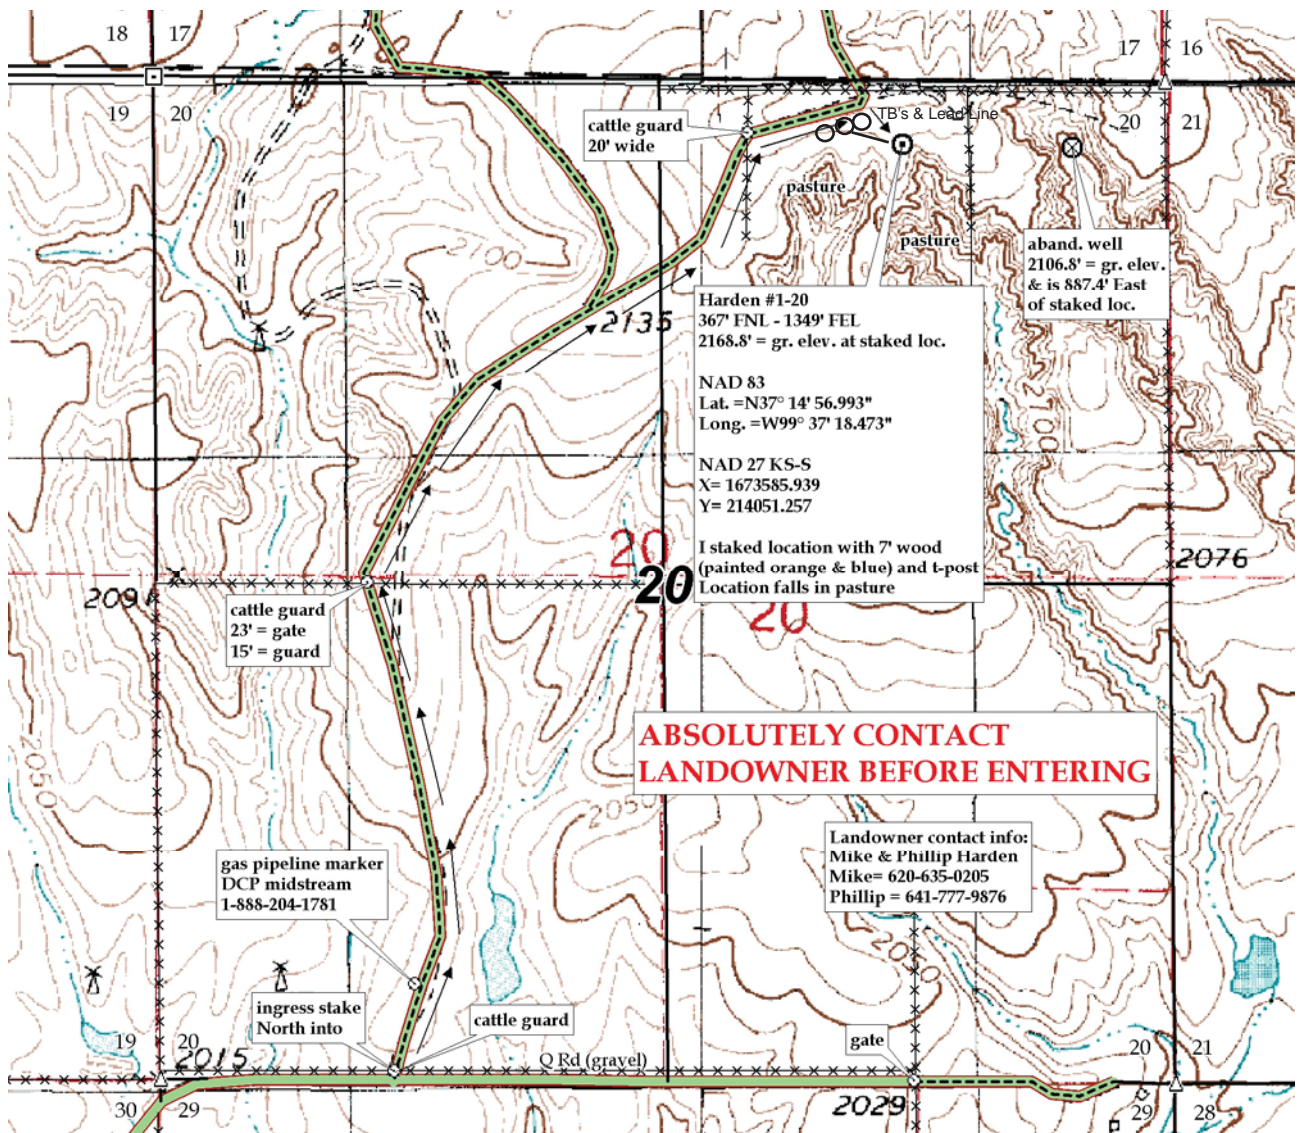 18
17
17
16
19
20
20
21
cattle guard
20' wide
TB's & Lead Line
pasture
pasture
2200
aband. well
2106.8' = gr. elev.
& is 887.4' East
of staked loc.
2135
Harden #1-20
367' FNL - 1349' FEL
2168.8' = gr. elev. at staked loc.
NAD 83
Lat. =N37° 14' 56.993"
Long. =W99° 37' 18.473"
NAD 27 KS-S
X= 1673585.939
Y= 214051.257
I staked location with 7' wood
(painted orange & blue) and t-post
Location falls in pasture
2100
20
20
20
2076
2091
cattle guard
23' = gate
15' = guard
ABSOLUTELY CONTACT
LANDOWNER BEFORE ENTERING
2050
2050
Landowner contact info:
Mike & Phillip Harden
Mike= 620-635-0205
Phillip = 641-777-9876
gas pipeline marker
DCP midstream
1-888-204-1781
2050
ingress stake
North into
cattle guard
gate
19
20
2015
Q Rd (gravel)
20
21
30
29
2029
29
28